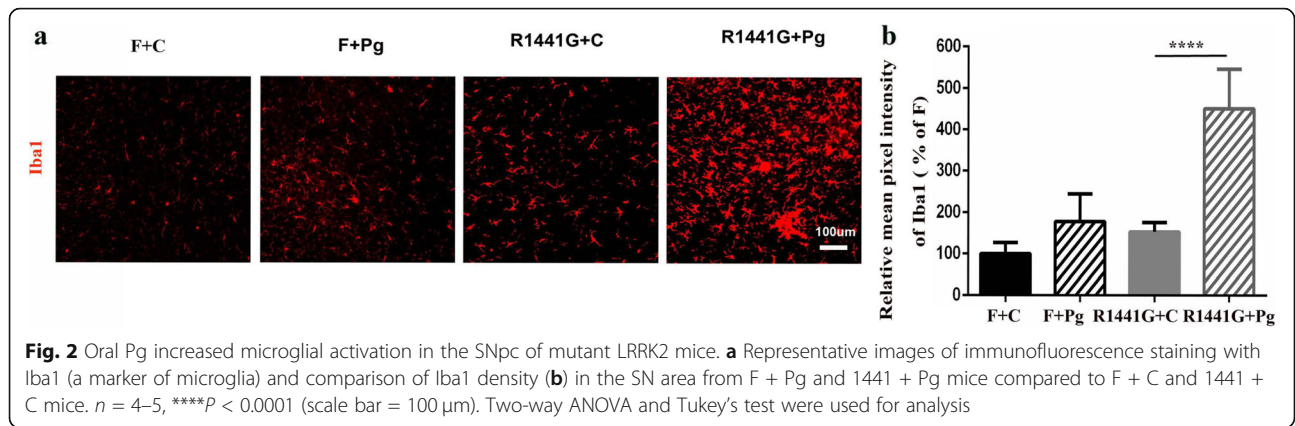 a
F+C
F+Pg
R1441G+C
R1441G+Pg
Iba1
100um
b
Relative mean pixel intensity
of Iba1 ( % of F)
600
500
400
300
200
100
0
****
F+C
F+Pg
R1441G+C
R1441G+Pg
Fig. 2 Oral Pg increased microglial activation in the SNpc of mutant LRRK2 mice. a Representative images of immunofluorescence staining with
Iba1 (a marker of microglia) and comparison of Iba1 density (b) in the SN area from F + Pg and 1441 + Pg mice compared to F + C and 1441 +
C mice. n = 4–5, ****P < 0.0001 (scale bar = 100 μm). Two-way ANOVA and Tukey's test were used for analysis